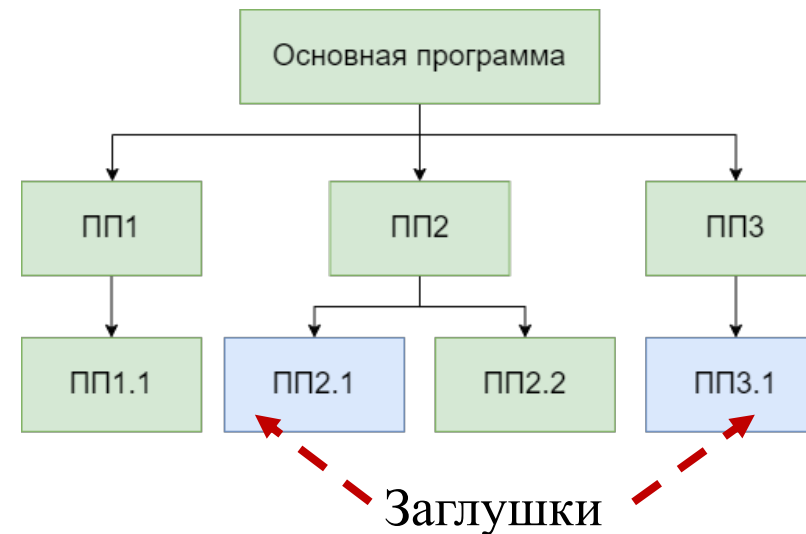 Основная программа
ПП1
ПП2
ПП3
ПП1.1
ПП2.1
ПП2.2
ПП3.1
Заглушки